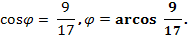 cosφ = 9/17, φ = arcos 9/17.